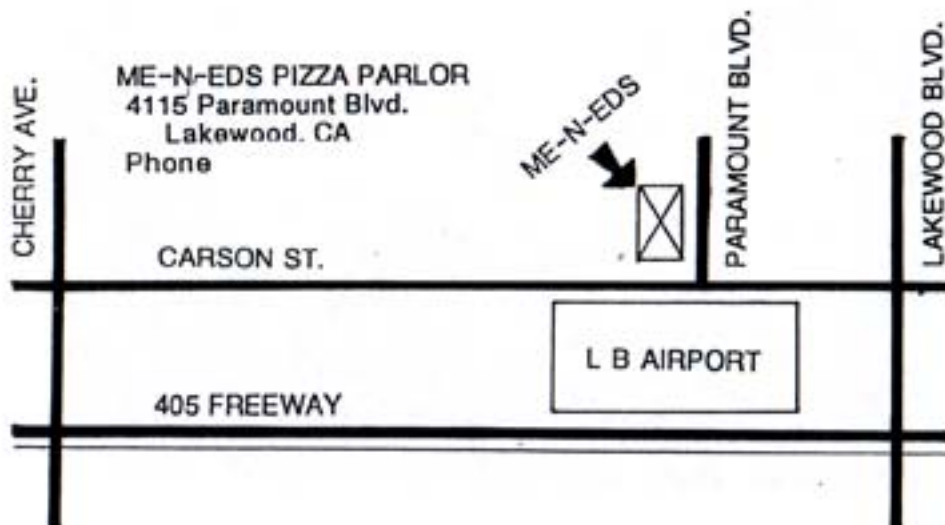 ME-N-EDS PIZZA PARLOR
4115 Paramount Blvd.
Lakewood, CA
Phone
CHERRY AVE.
ME-N-EDS
PARAMOUNT BLVD.
LAKEWOOD BLVD.
CARSON ST.
L B AIRPORT
405 FREEWAY